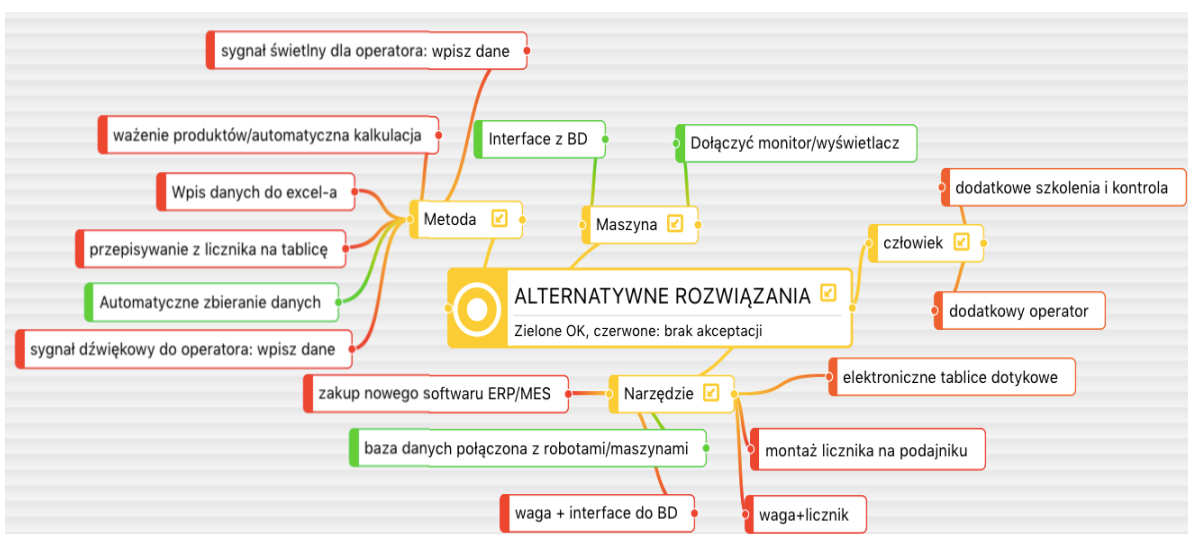 sygnał świetlny dla operatora: wpisz dane
ważenie produktów/automatyczna kalkulacja
Interface z BD
Dołączyć monitor/wyświetlacz
Wpis danych do excel-a
dodatkowe szkolenia i kontrola
Metoda
Maszyna
człowiek
przepisywanie z licznika na tablicę
Automatyczne zbieranie danych
ALTERNATYWNE ROZWIĄZANIA
Zielone OK, czerwone: brak akceptacji
dodatkowy operator
sygnał dźwiękowy do operatora: wpisz dane
zakup nowego softwaru ERP/MES
Narzędzie
elektroniczne tablice dotykowe
baza danych połączona z robotami/maszynami
montaż licznika na podajniku
waga + interface do BD
waga+licznik